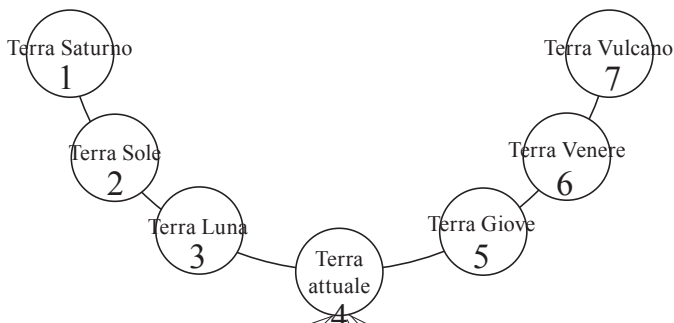 Terra Saturno
1
Terra Sole
2
Terra Luna
3
Terra
attuale
4
Terra Giove
5
Terra Venere
6
Terra Vulcano
7